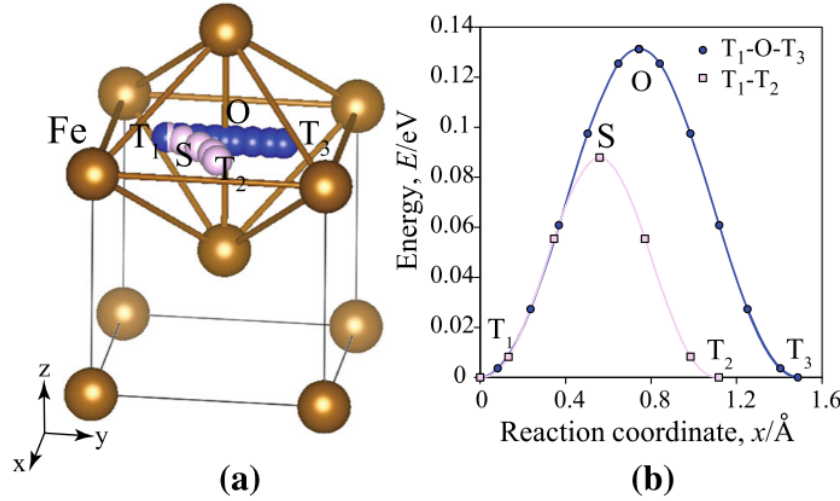 Fe
O
T₁
S
T₂
T₃
z
y
x
(a)
0.14
0.12
0.1
0.08
0.06
0.04
0.02
0
Energy, E/eV
T₁-O-T₃
T₁-T₂
O
S
T₁
T₂
T₃
0 0.4 0.8 1.2 1.6
Reaction coordinate, x/Å
(b)